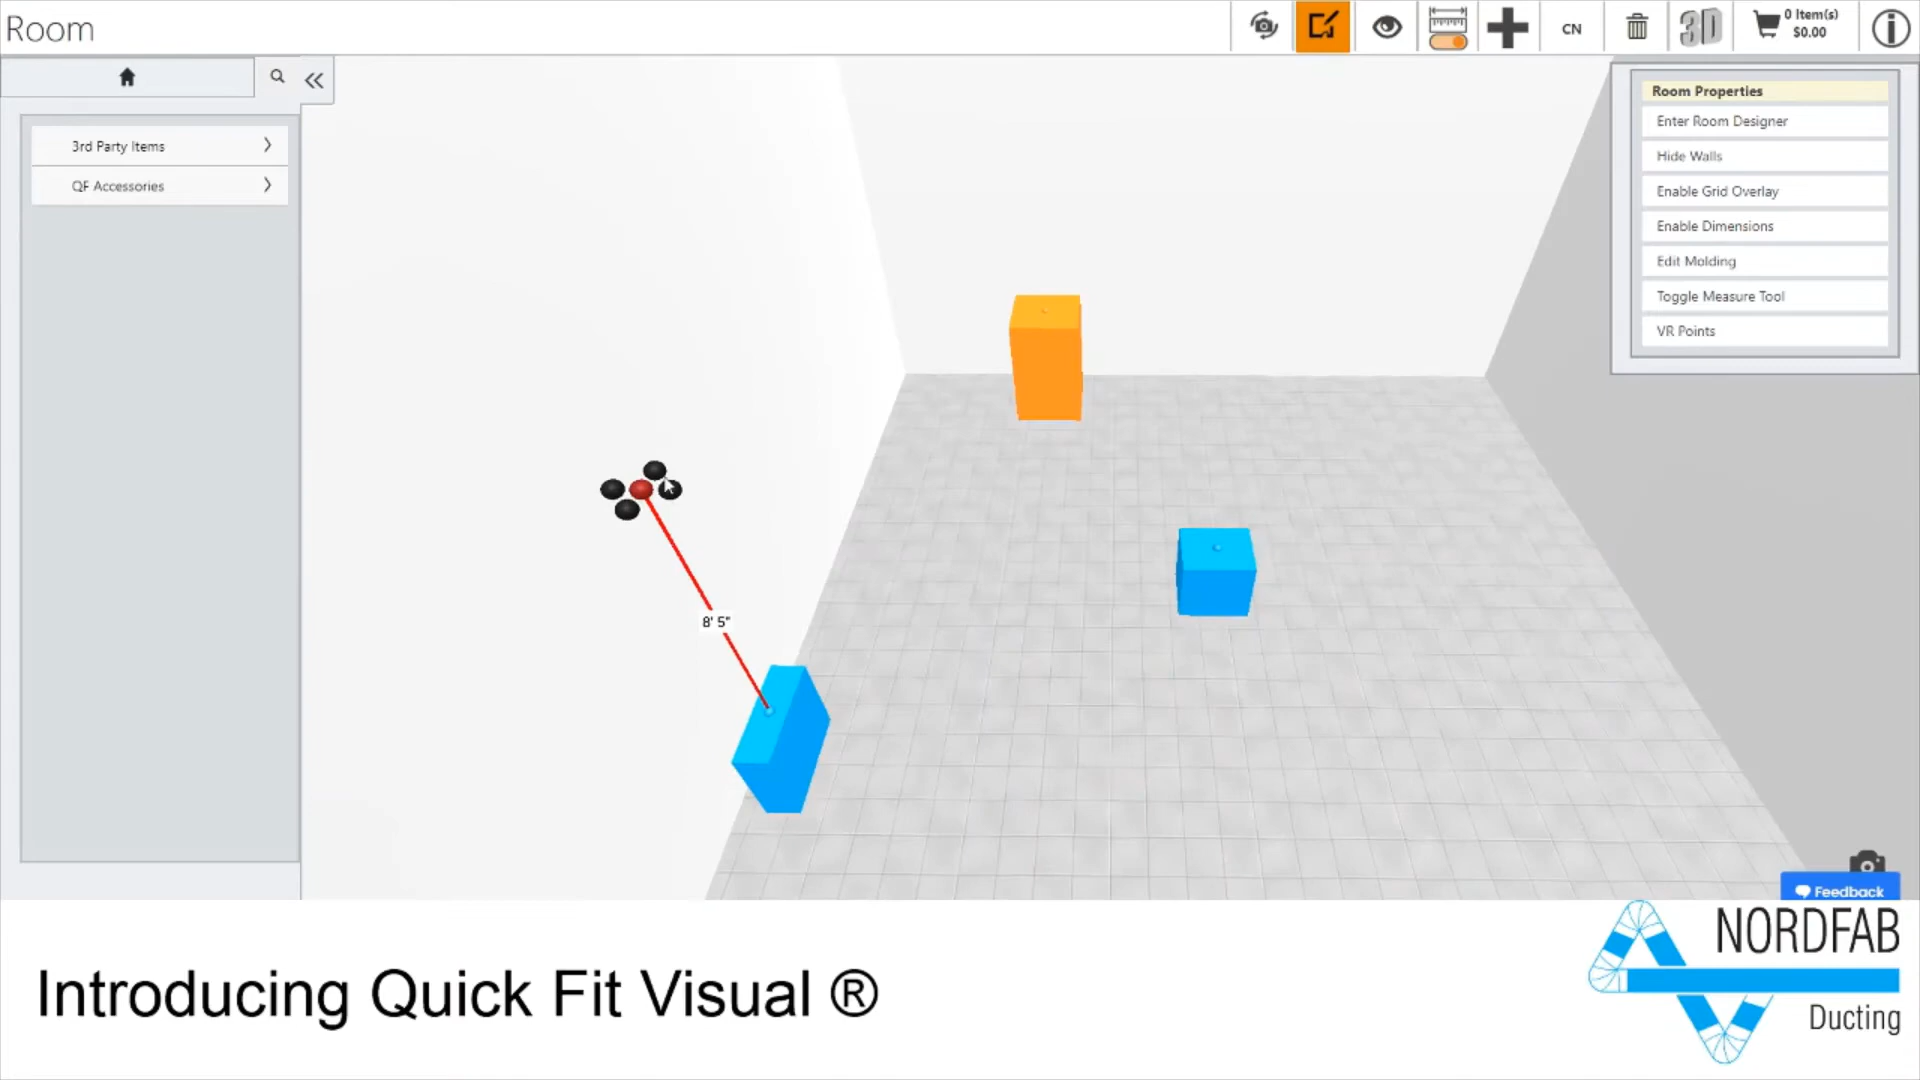 Room
CN
3D
0 Item(s)
$0.00
3rd Party Items
QF Accessories
Room Properties
Enter Room Designer
Hide Walls
Enable Grid Overlay
Enable Dimensions
Edit Molding
Toggle Measure Tool
VR Points
8' 5"
Feedback
Introducing Quick Fit Visual ®
NORDFAB
Ducting